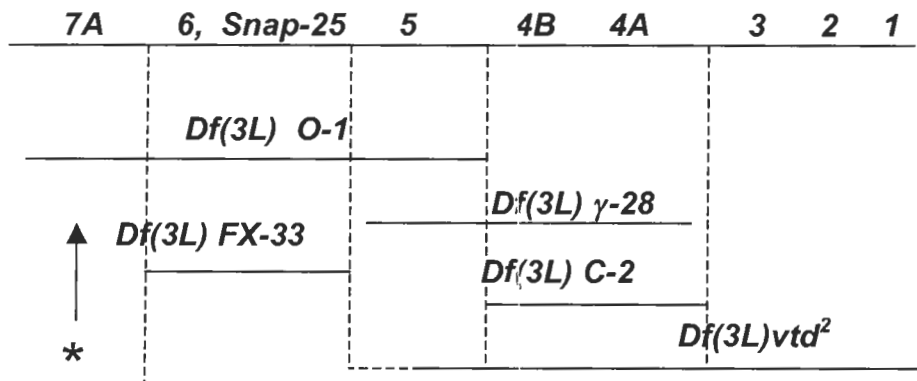 7A 6, Snap-25 5 4B 4A 3 2 1
Df(3L) O-1
Df(3L) γ-28
Df(3L) FX-33
Df(3L) C-2
Df(3L)vtd²
*